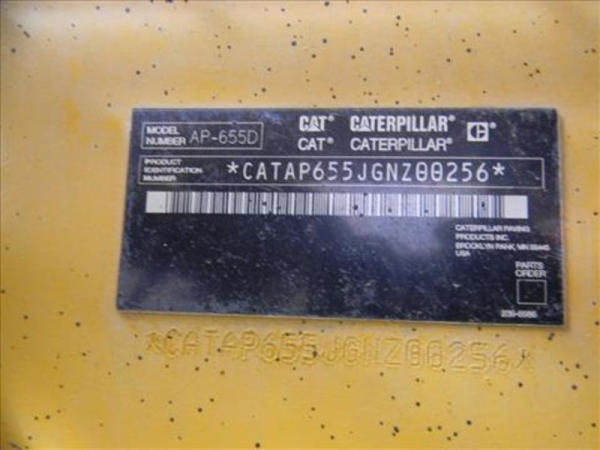 MODEL NUMBER AP-655D
CAT® CATERPILLAR® C
CAT® CATERPILLAR®
PRODUCT IDENTIFICATION NUMBER *CATAP655JGNZ00256*
CATERPILLAR PAVING
PRODUCTS INC.
BROOKLYN PARK, MN 55445
USA
PARTS
ORDER
*CATAP655JGNZ00256*